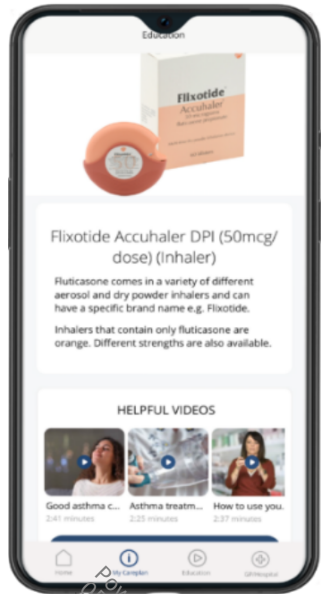 Education
Flixotide
Accuhaler
Flixotide Accuhaler DPI (50mcg/
dose) (Inhaler)
Fluticasone comes in a variety of different
aerosol and dry powder inhalers and can
have a specific brand name e.g. Flixotide.
Inhalers that contain only fluticasone are
orange. Different strengths are also available.
HELPFUL VIDEOS
Good asthma c... Asthma treatm... How to use you.
2:41 minutes 2:25 minutes 2:37 minutes
Home My Careplan Education GP/Hospital